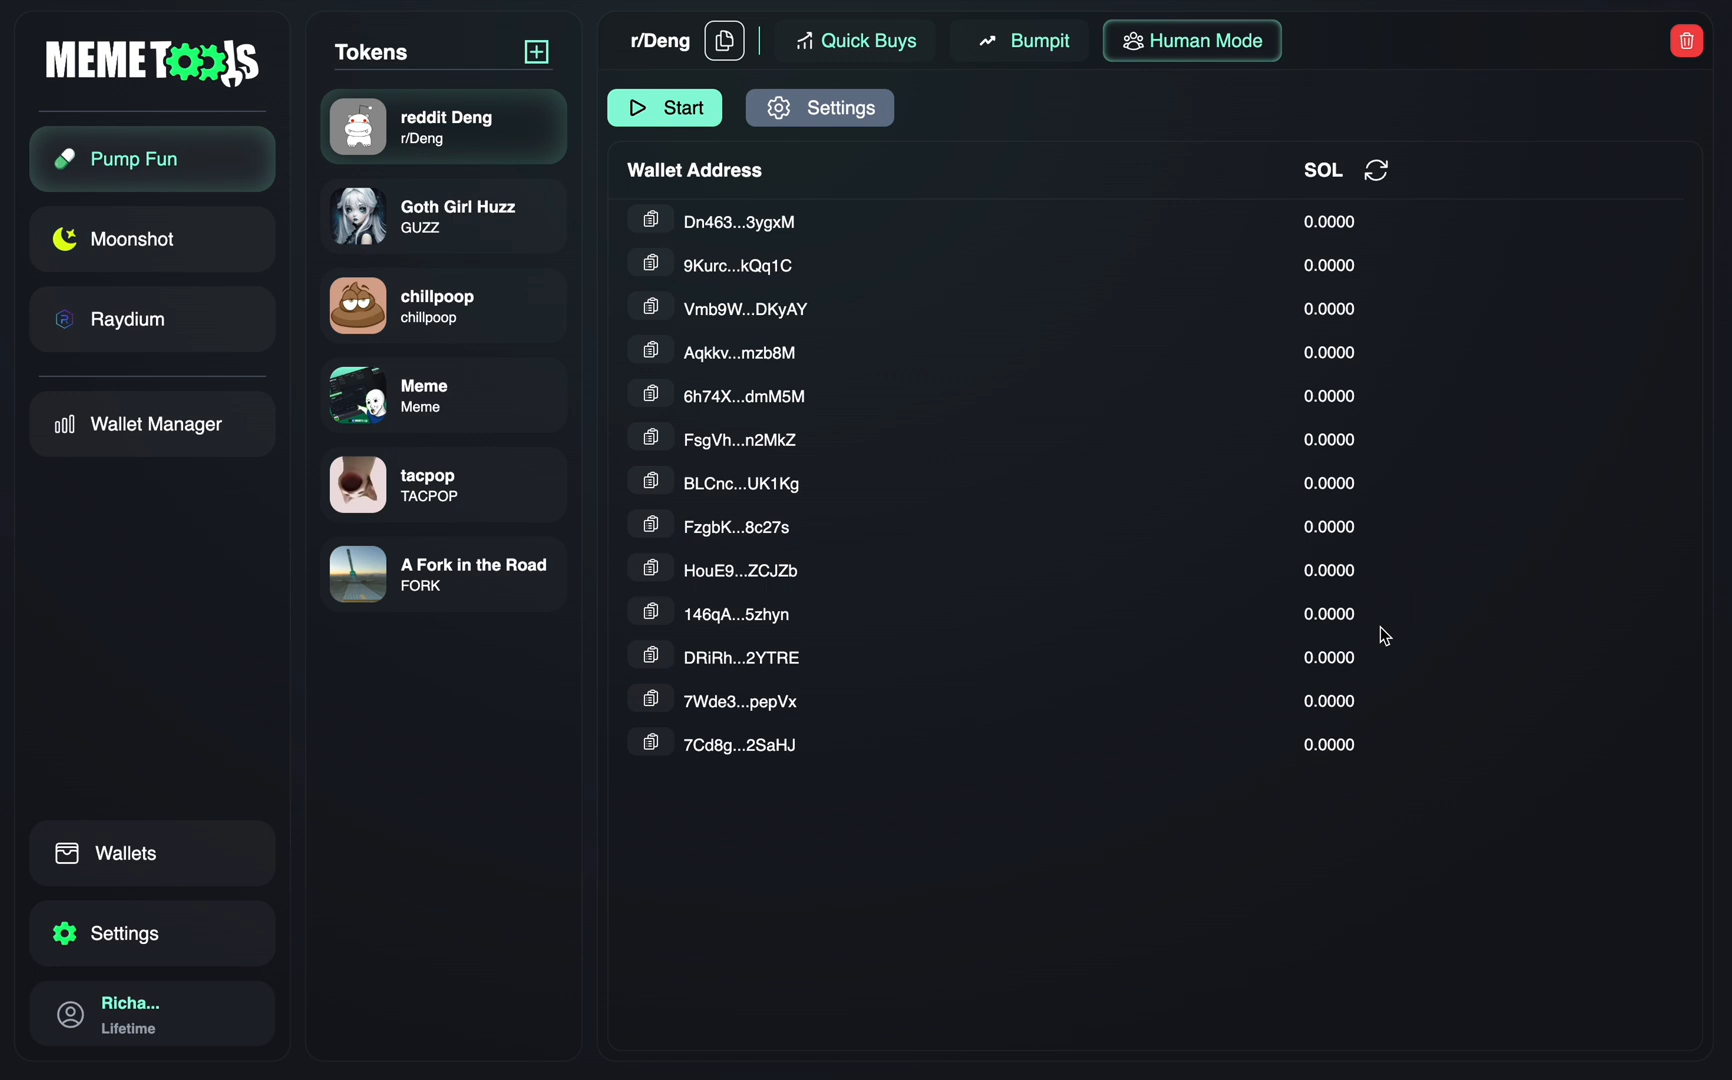 MEME TOOLS
Pump Fun
Moonshot
Raydium
Wallet Manager
Wallets
Settings
Richa...
Lifetime
Tokens
reddit Deng
r/Deng
Goth Girl Huzz
GUZZ
chillpoop
chillpoop
Meme
Meme
tacpop
TACPOP
A Fork in the Road
FORK
r/Deng
Quick Buys
Bumpit
Human Mode
Start
Settings
Wallet Address SOL
Dn463...3ygxM 0.0000
9Kurc...kQq1C 0.0000
Vmb9W...DKyAY 0.0000
Aqkkv...mzb8M 0.0000
6h74X...dmM5M 0.0000
FsgVh...n2MkZ 0.0000
BLCnc...UK1Kg 0.0000
FzgbK...8c27s 0.0000
HouE9...ZCJZb 0.0000
146qA...5zhyn 0.0000
DRiRh...2YTRE 0.0000
7Wde3...pepVx 0.0000
7Cd8g...2SaHJ 0.0000